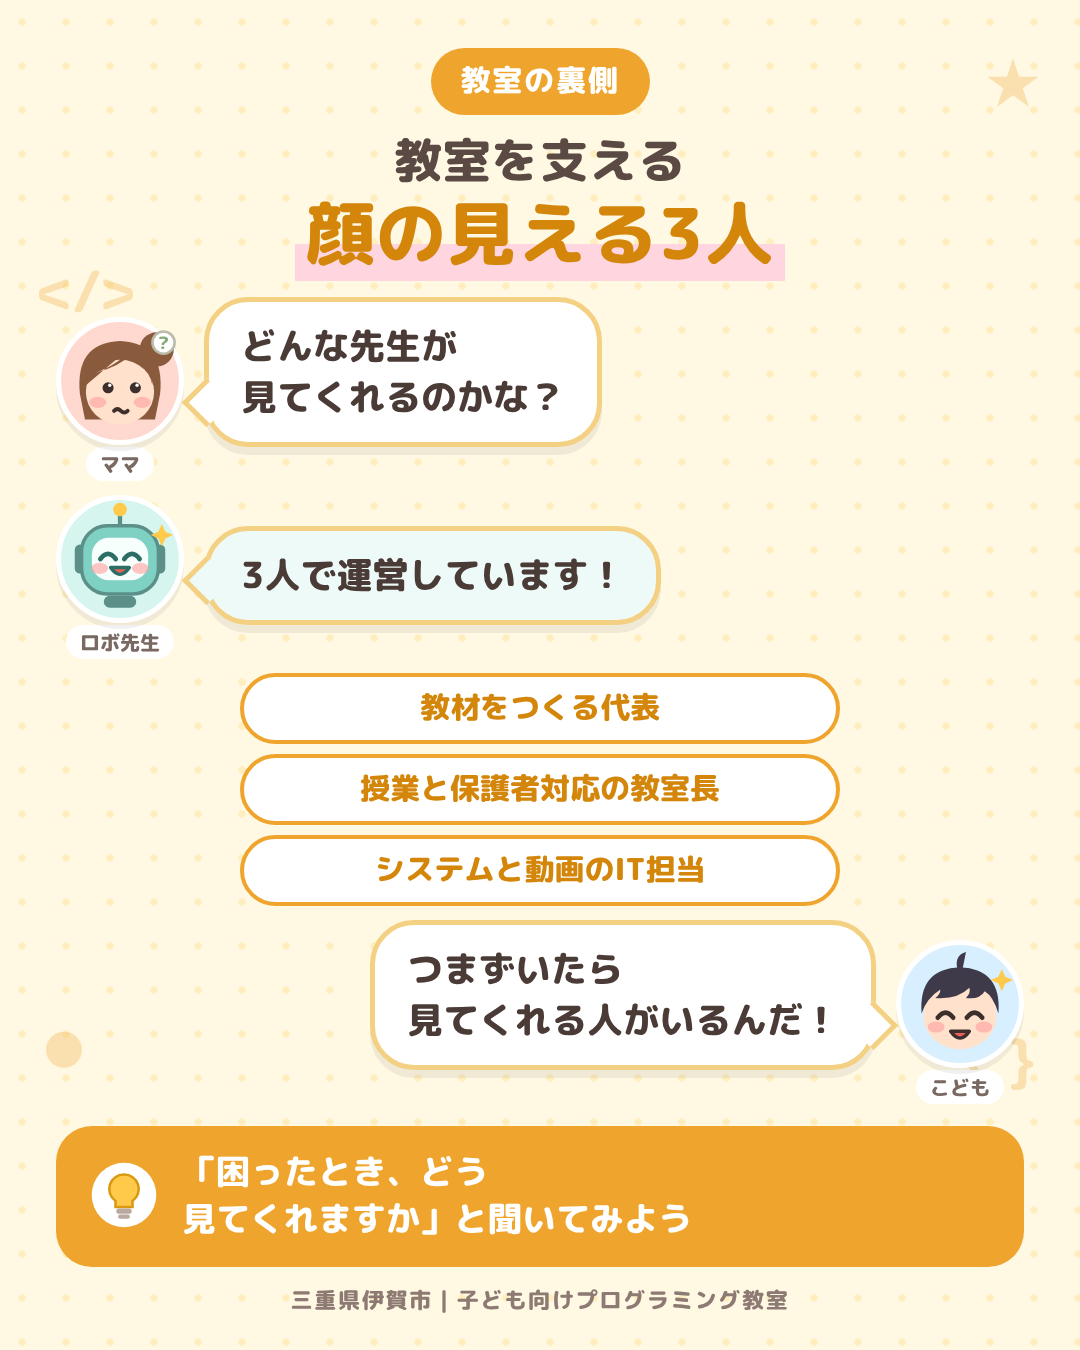 教室の裏側
教室を支える
顔の見える3人
</>
?
どんな先生が
見てくれるのかな？
ママ
3人で運営しています！
ロボ先生
教材をつくる代表
授業と保護者対応の教室長
システムと動画のIT担当
つまずいたら
見てくれる人がいるんだ！
こども
「困ったとき、どう
見てくれますか」と聞いてみよう
三重県伊賀市｜子ども向けプログラミング教室